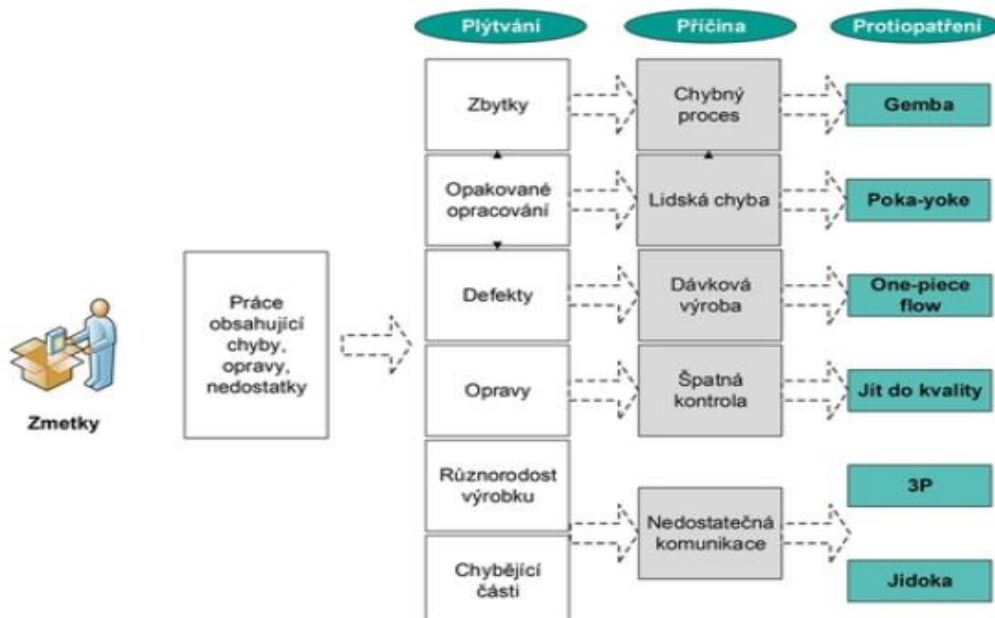 Plýtvání
Příčina
Protiopatření
Zbytky
Chybný
proces
Gemba
Opakované
opracování
Lidská chyba
Poka-yoke
Práce
obsahující
chyby,
opravy,
nedostatky
Zmetky
Defekty
Dávková
výroba
One-piece
flow
Opravy
Špatná
kontrola
Jít do kvality
Různorodost
výrobku
Chybějící
části
Nedostatečná
komunikace
3P
Jidoka